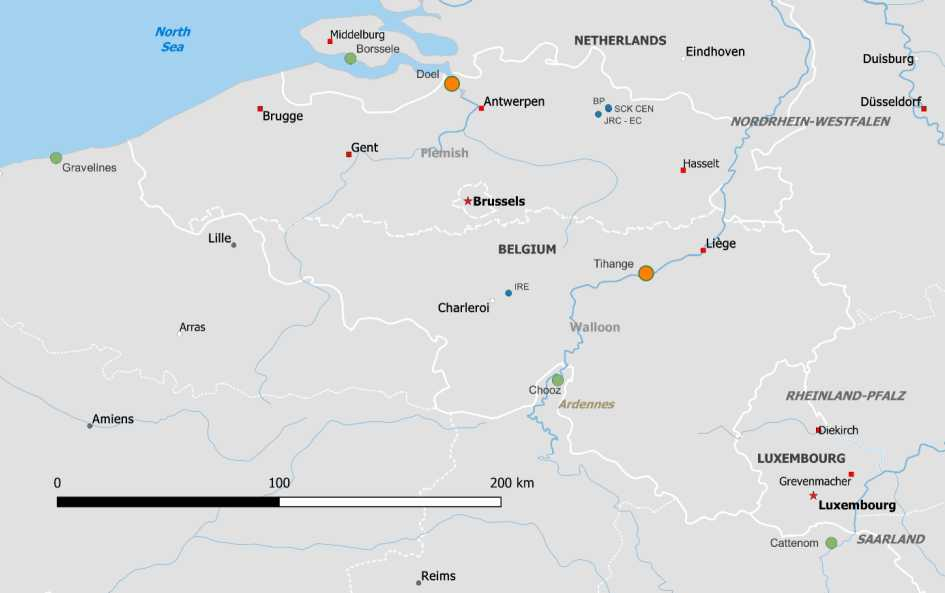 North
Sea
Middelburg
Borssele
NETHERLANDS
Eindhoven
Duisburg
Doel
Antwerpen
BP
SCK CEN
JRC - EC
Düsseldorf
Brugge
NORDRHEIN-WESTFALEN
Gent
Flemish
Gravelines
Hasselt
Brussels
Lille
BELGIUM
Liège
Tihange
IRE
Charleroi
Arras
Walloon
Chooz
Ardennes
RHEINLAND-PFALZ
Amiens
Diekirch
LUXEMBOURG
0 100 200 km
Grevenmacher
Luxembourg
Cattenom
SAARLAND
Reims